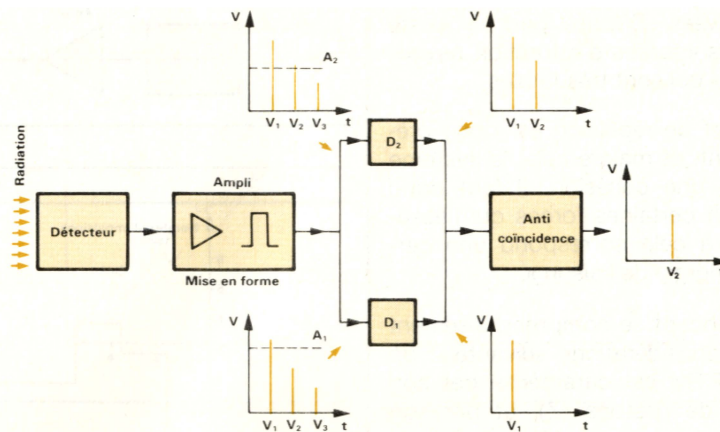 V
A2
V1 V2 V3 t
V
V1 V2 t
D2
Radiation
Ampli
Détecteur
Mise en forme
Anti
coïncidence
V
V2 t
D1
V
A1
V1 V2 V3 t
V
V1 t